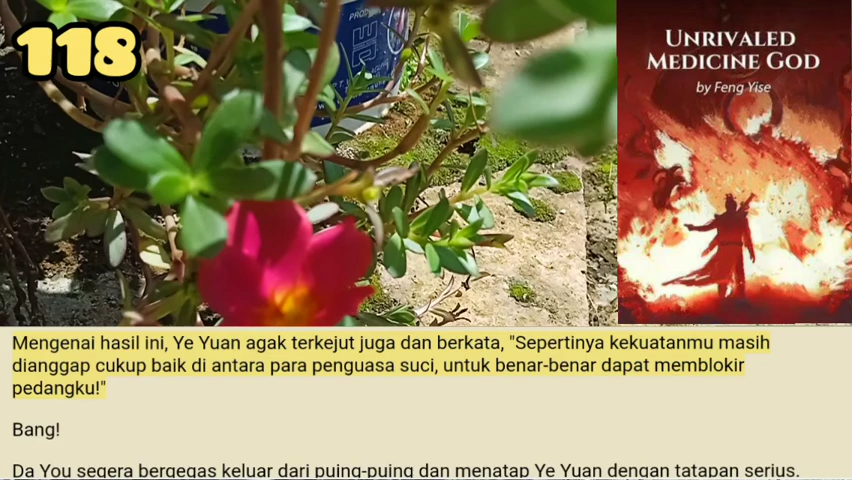 118
UNRIVALED
MEDICINE GOD
by Feng Yise
Mengenai hasil ini, Ye Yuan agak terkejut juga dan berkata, "Sepertinya kekuatanmu masih
dianggap cukup baik di antara para penguasa suci, untuk benar-benar dapat memblokir
pedangku!"
Bang!
Da You segera bergegas keluar dari puing-puing dan menatap Ye Yuan dengan tatapan serius.